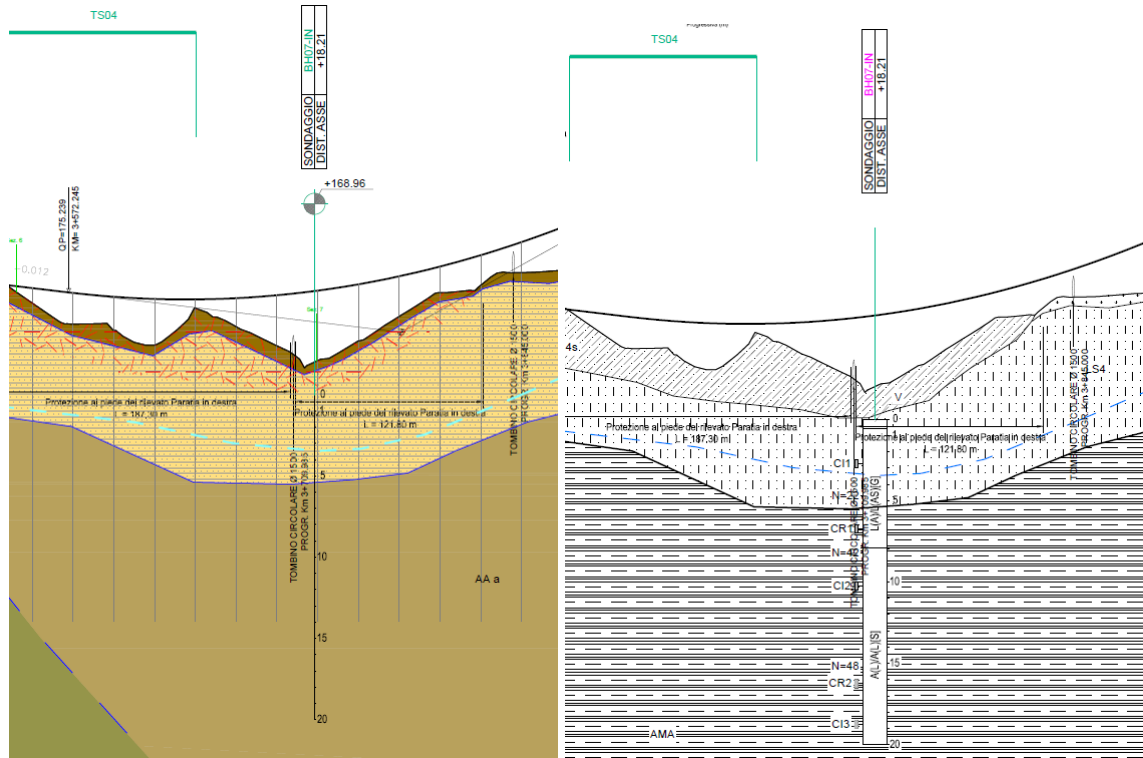 TS04
SONDAGGIO BH07-IN
DIST. ASSE +18.21
+168.96
QP=175.239
KM= 3+572.245
+0.012
0
Protezione al piede del rilevato Paratia in destra
L = 187,30 m
Protezione al piede del rilevato Paratia in destra
L = 121.80 m
TOMBINO CIRCOLARE Ø 1500
PROGR. Km 3+845.000
TOMBINO CIRCOLARE Ø 1500
PROGR. Km 3+709.985
5
10
AA a
15
20
Progressiva (m)
TS04
SONDAGGIO BH07-IN
DIST. ASSE +18.21
4s.
V
0
1
Protezione al piede del rilevato Paratia in destra
L = 187,30 m
Protezione al piede del rilevato Paratia in destra
L = 121.80 m
TOMBINO CIRCOLARE Ø 1500
PROGR. Km 3+845.000
LS4
CI1
5
CR1
L(A)/L(AS)[G]
N=42
CI2
10
N=48
15
CR2
A(L)/A(L)[S]
CI3
AMA
20